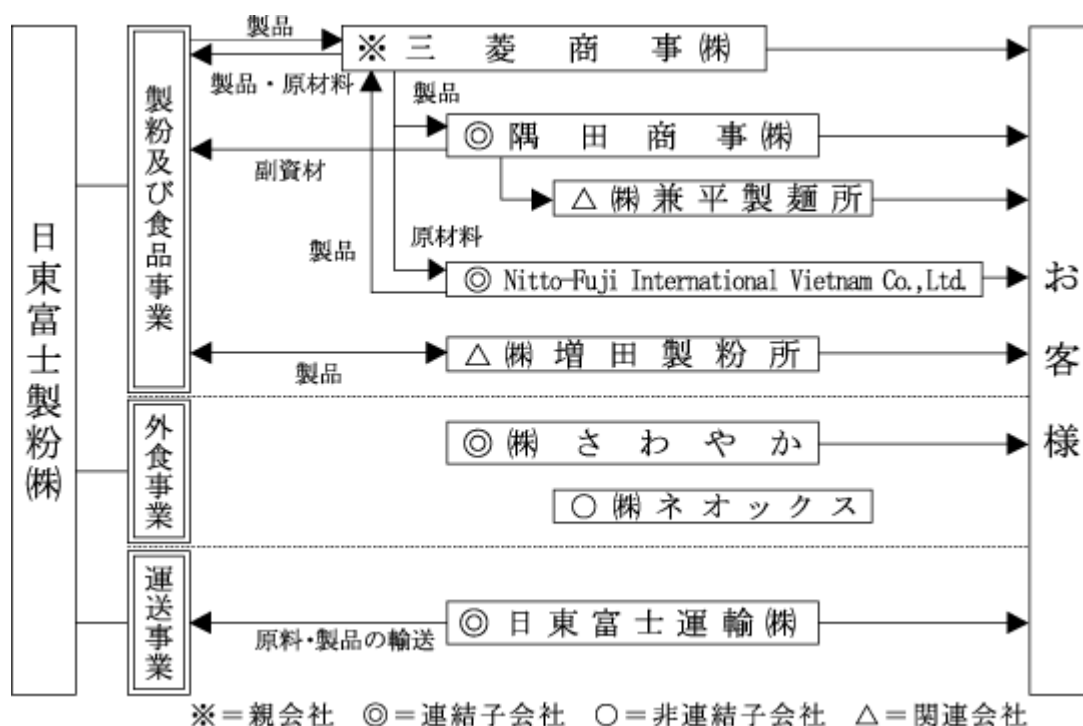 日東富士製粉㈱
製粉及び食品事業
製品
※三菱商事㈱
製品・原材料
製品
◎隅田商事㈱
副資材
△㈱兼平製麺所
製品
原材料
◎ Nitto-Fuji International Vietnam Co.,Ltd.
△㈱増田製粉所
製品
外食事業
◎㈱さわやか
○㈱ネオックス
運送事業
◎日東富士運輸㈱
原料・製品の輸送
お客様
※＝親会社 ◎＝連結子会社 ○＝非連結子会社 △＝関連会社